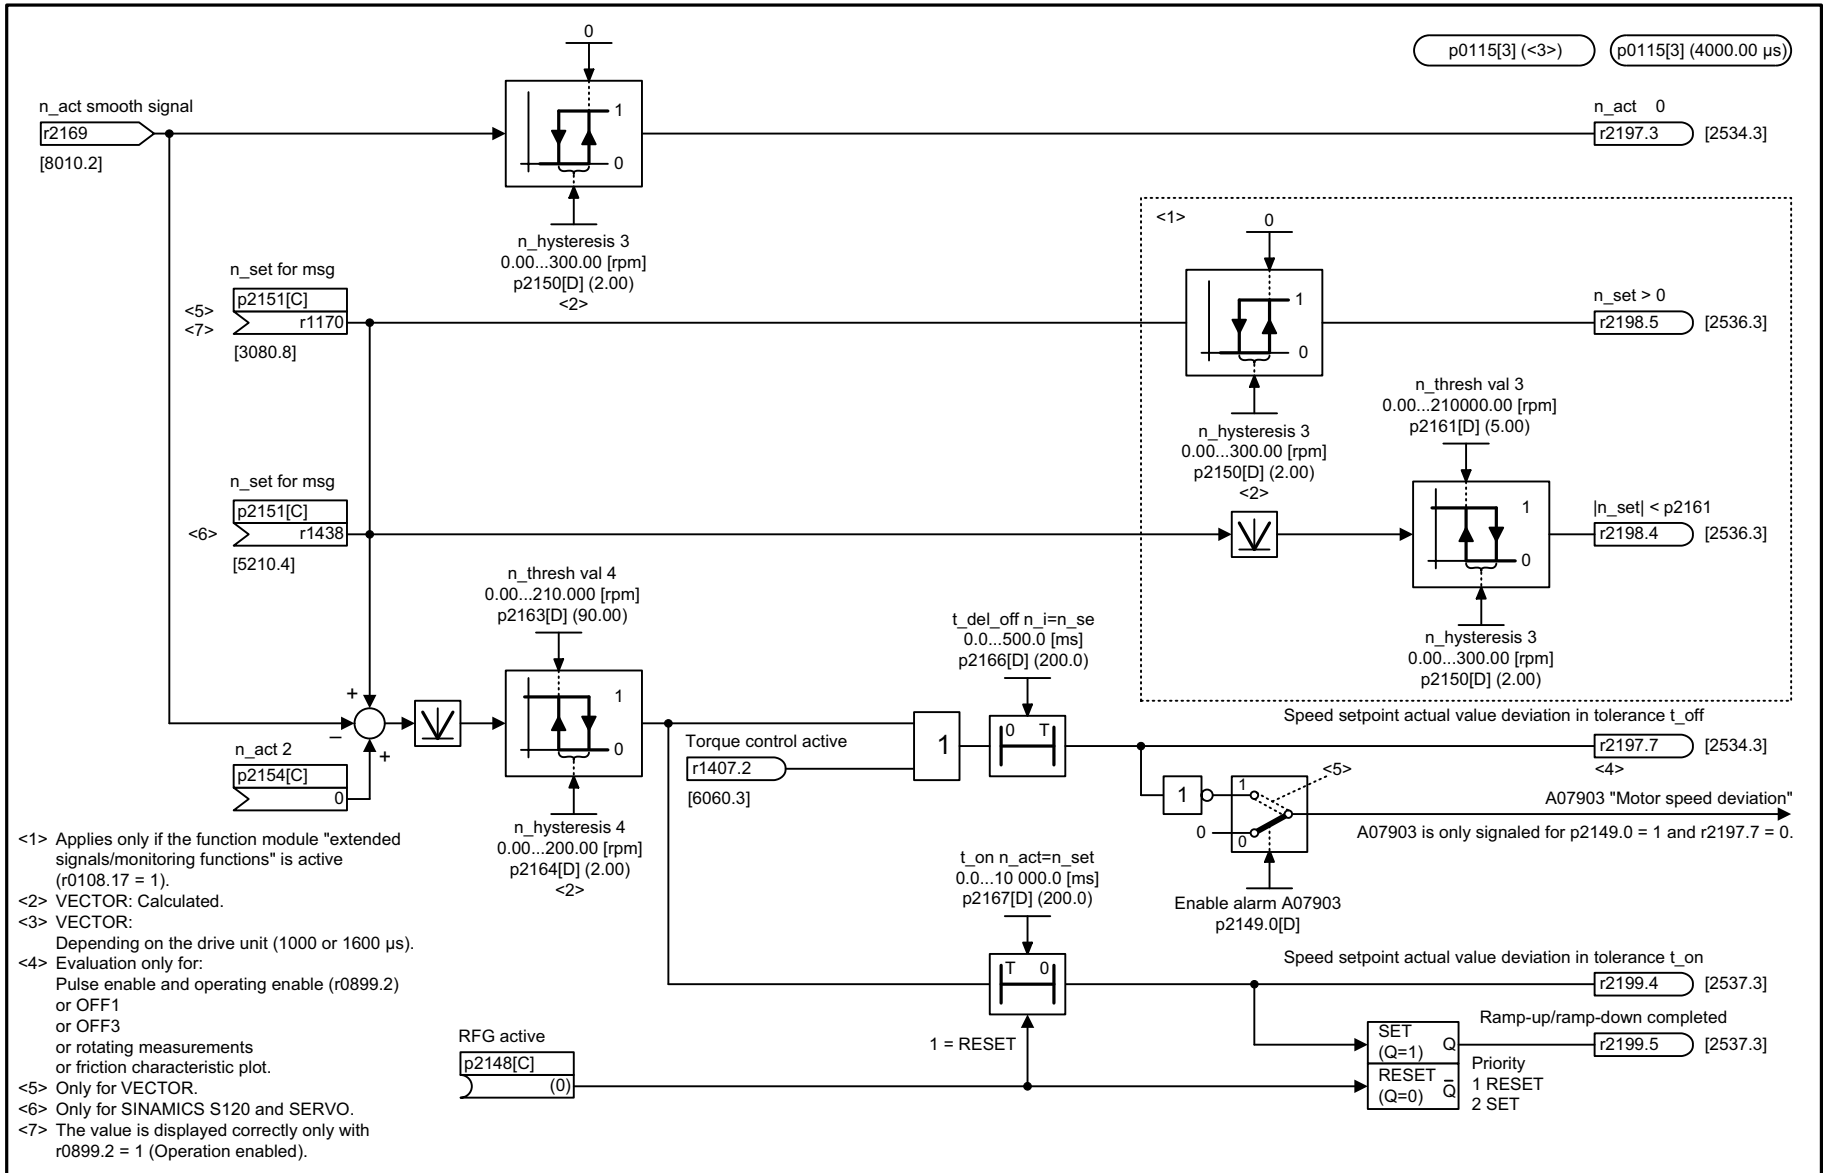 0
p0115[3] (<3>)
p0115[3] (4000.00 µs)
n_act smooth signal
r2169
[8010.2]
1
0
n_act 0
r2197.3
[2534.3]
n_hysteresis 3
0.00...300.00 [rpm]
p2150[D] (2.00)
<2>
<1>
0
n_set for msg
p2151[C]
<5>
<7>
r1170
[3080.8]
1
0
n_set > 0
r2198.5
[2536.3]
n_hysteresis 3
0.00...300.00 [rpm]
p2150[D] (2.00)
<2>
n_thresh val 3
0.00...210000.00 [rpm]
p2161[D] (5.00)
n_set for msg
p2151[C]
<6>
r1438
[5210.4]
1
0
|n_set| < p2161
r2198.4
[2536.3]
n_hysteresis 3
0.00...300.00 [rpm]
p2150[D] (2.00)
n_thresh val 4
0.00...210.000 [rpm]
p2163[D] (90.00)
t_del_off n_i=n_se
0.0...500.0 [ms]
p2166[D] (200.0)
+
–
+
n_act 2
p2154[C]
0
1
0
n_hysteresis 4
0.00...200.00 [rpm]
p2164[D] (2.00)
<2>
Torque control active
r1407.2
[6060.3]
1
0 T
Speed setpoint actual value deviation in tolerance t_off
r2197.7
[2534.3]
<4>
<5>
1
1
0
0
A07903 "Motor speed deviation"
A07903 is only signaled for p2149.0 = 1 and r2197.7 = 0.
Enable alarm A07903
p2149.0[D]
t_on n_act=n_set
0.0...10 000.0 [ms]
p2167[D] (200.0)
T 0
Speed setpoint actual value deviation in tolerance t_on
r2199.4
[2537.3]
1 = RESET
RFG active
p2148[C]
(0)
SET
(Q=1)
Q
RESET
(Q=0)
Q̅
Ramp-up/ramp-down completed
r2199.5
[2537.3]
Priority
1 RESET
2 SET
<1> Applies only if the function module "extended
signals/monitoring functions" is active
(r0108.17 = 1).
<2> VECTOR: Calculated.
<3> VECTOR:
Depending on the drive unit (1000 or 1600 µs).
<4> Evaluation only for:
Pulse enable and operating enable (r0899.2)
or OFF1
or OFF3
or rotating measurements
or friction characteristic plot.
<5> Only for VECTOR.
<6> Only for SINAMICS S120 and SERVO.
<7> The value is displayed correctly only with
r0899.2 = 1 (Operation enabled).